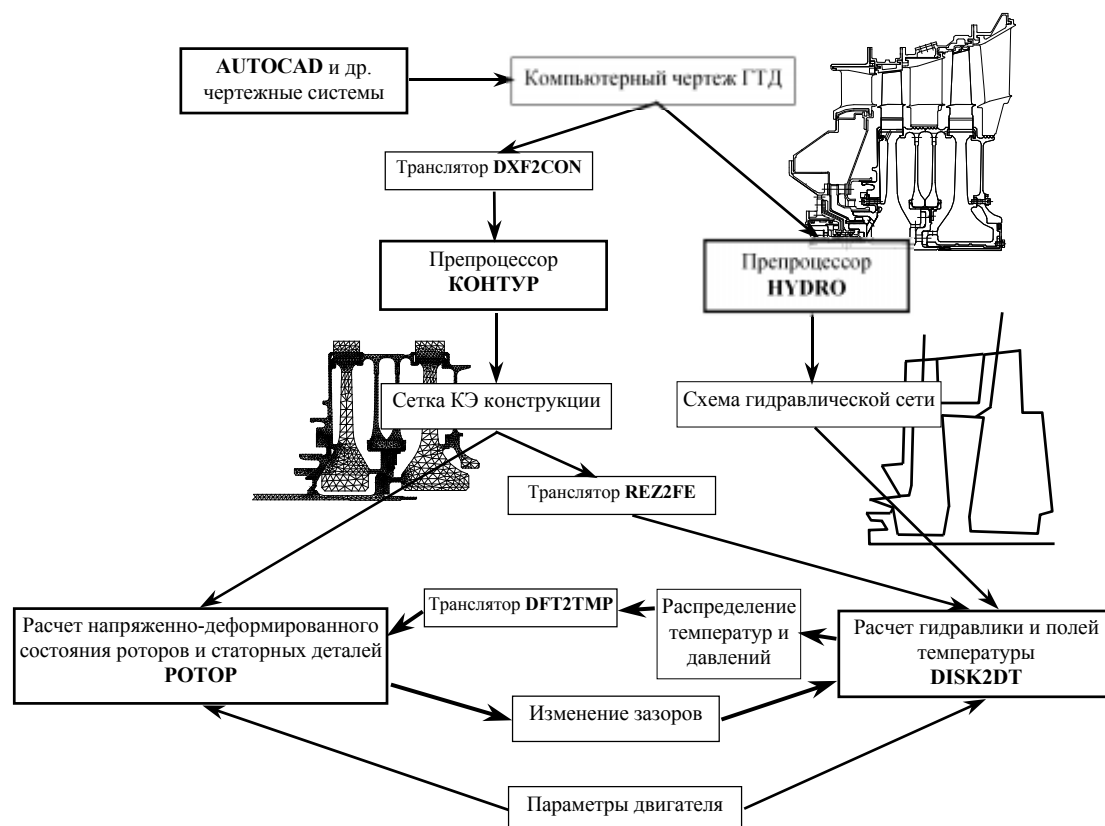 AUTOCAD и др.
чертежные системы
Компьютерный чертеж ГТД
Транслятор DXF2CON
Препроцессор
КОНТУР
Препроцессор
HYDRO
Сетка КЭ конструкции
Схема гидравлической сети
Транслятор REZ2FE
Транслятор DFT2TMP
Распределение
температур и
давлений
Расчет напряженно-деформированного
состояния роторов и статорных деталей
РОТОР
Расчет гидравлики и полей
температуры
DISK2DT
Изменение зазоров
Параметры двигателя